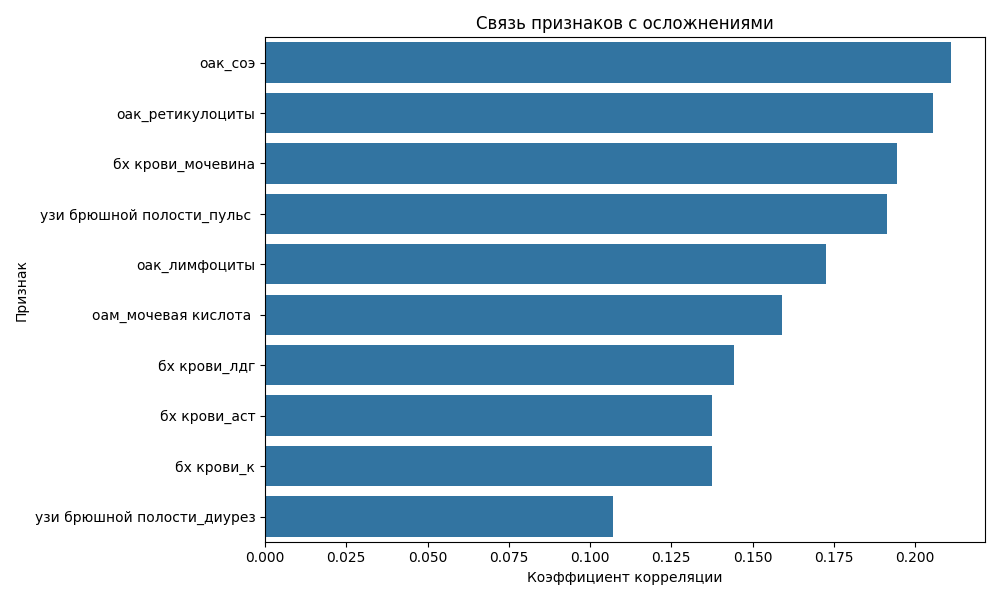 Связь признаков с осложнениями
Признак
оак_соэ
оак_ретикулоциты
бх крови_мочевина
узи брюшной полости_пульс
оак_лимфоциты
оам_мочевая кислота
бх крови_лдг
бх крови_аст
бх крови_к
узи брюшной полости_диурез
0.000 0.025 0.050 0.075 0.100 0.125 0.150 0.175 0.200
Коэффициент корреляции